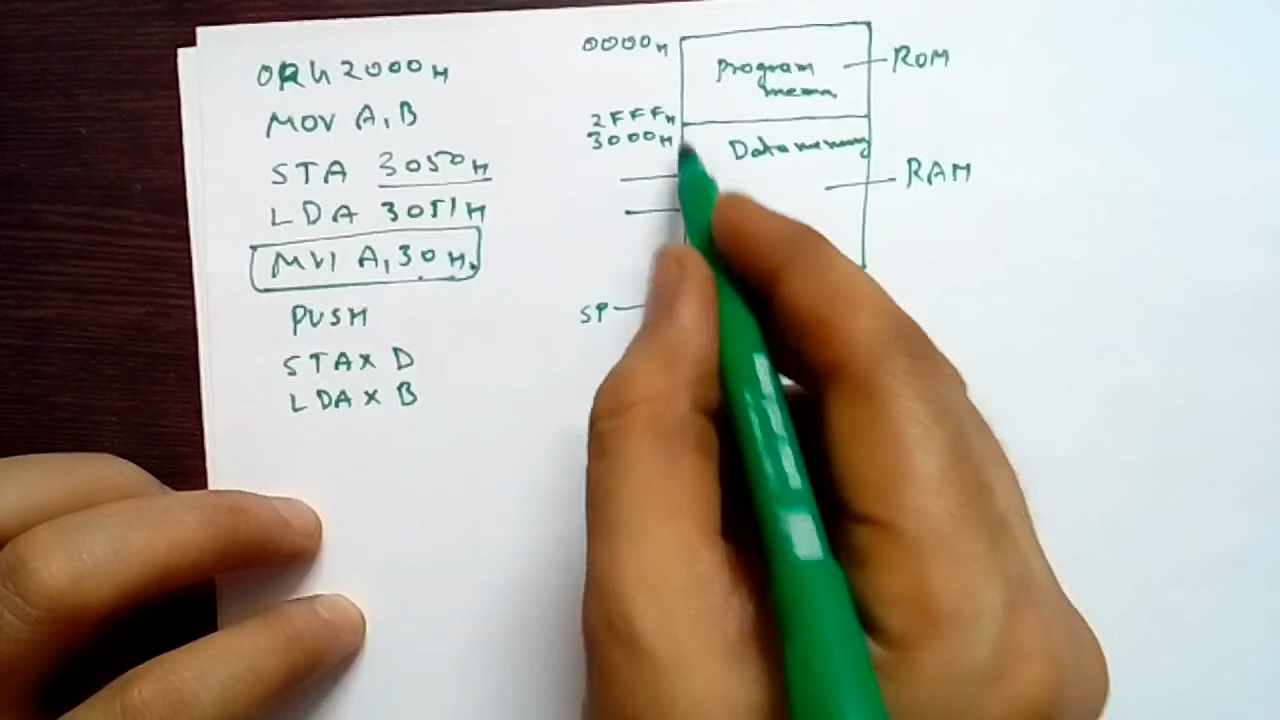 ORG 2000H
MOV A,B
STA 3050H
LDA 3051H
MVI A,30H.
PUSH
STAX D
LDAX B
0000H
Program
memo
ROM
2FFFH
3000H
Data memory
RAM
SP